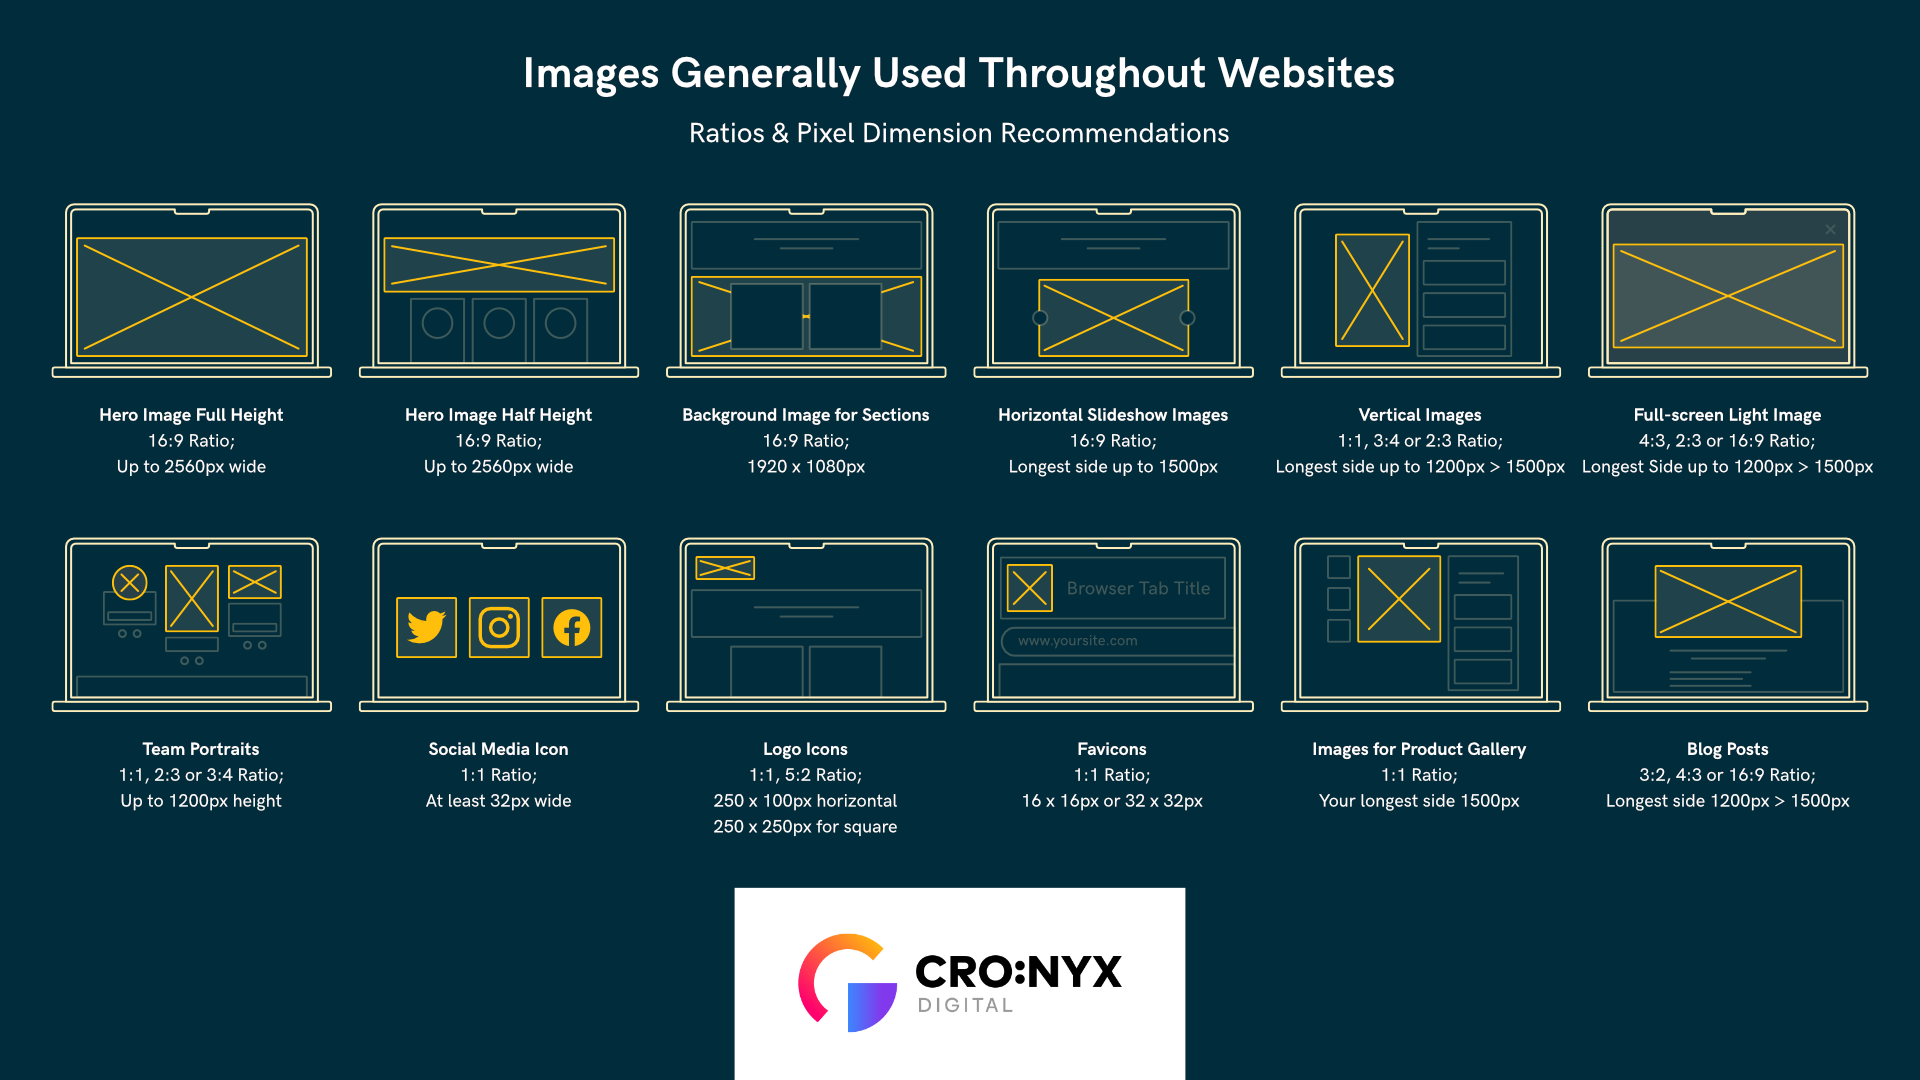 Images Generally Used Throughout Websites
Ratios & Pixel Dimension Recommendations
Hero Image Full Height
16:9 Ratio;
Up to 2560px wide
Hero Image Half Height
16:9 Ratio;
Up to 2560px wide
Background Image for Sections
16:9 Ratio;
1920 x 1080px
Horizontal Slideshow Images
16:9 Ratio;
Longest side up to 1500px
Vertical Images
1:1, 3:4 or 2:3 Ratio;
Longest side up to 1200px > 1500px
Full-screen Light Image
4:3, 2:3 or 16:9 Ratio;
Longest Side up to 1200px > 1500px
Team Portraits
1:1, 2:3 or 3:4 Ratio;
Up to 1200px height
Social Media Icon
1:1 Ratio;
At least 32px wide
Logo Icons
1:1, 5:2 Ratio;
250 x 100px horizontal
250 x 250px for square
Browser Tab Title
www.yoursite.com
Favicons
1:1 Ratio;
16 x 16px or 32 x 32px
Images for Product Gallery
1:1 Ratio;
Your longest side 1500px
Blog Posts
3:2, 4:3 or 16:9 Ratio;
Longest side 1200px > 1500px
CRO:NYX
DIGITAL